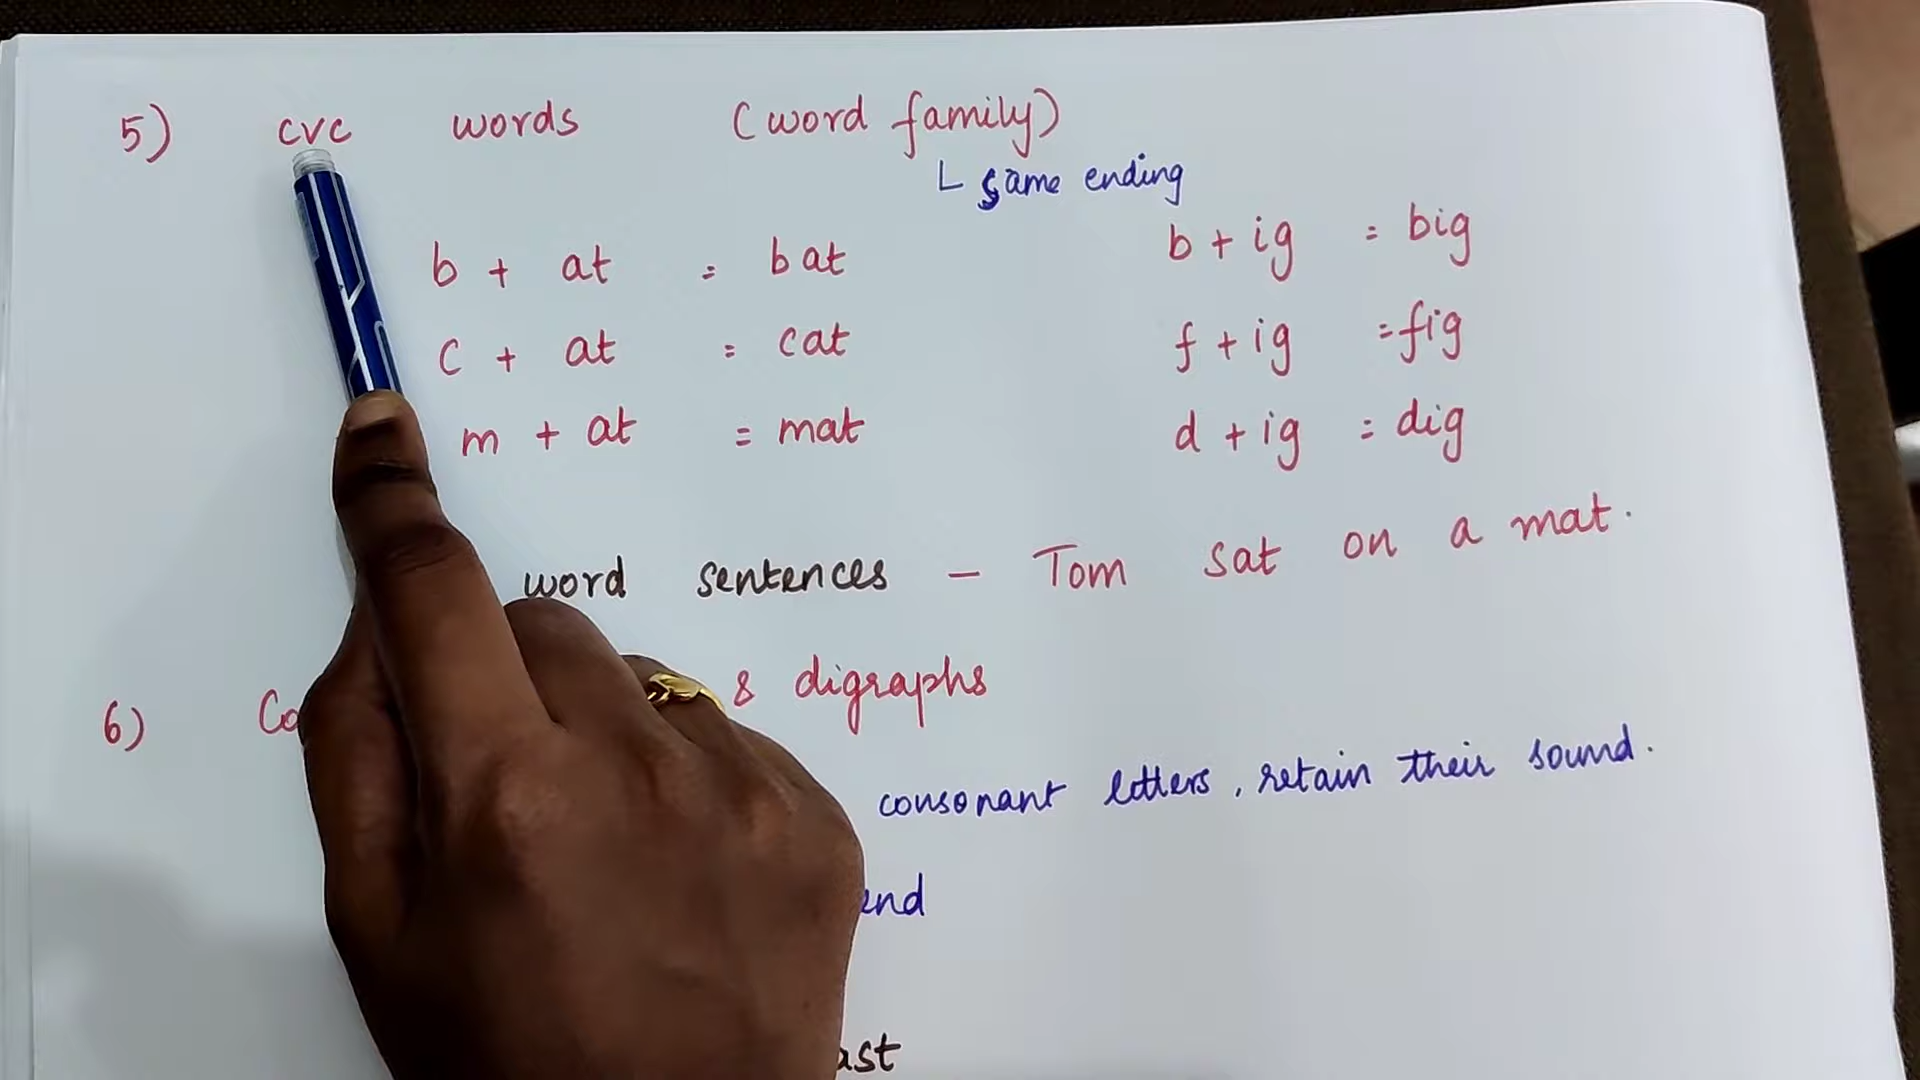 5) cvc words (word family)
└ same ending
b + at = bat
c + at = cat
m + at = mat
b + ig = big
f + ig = fig
d + ig = dig
word sentences – Tom sat on a mat.
6) & digraphs
consonant letters, retain their sound.